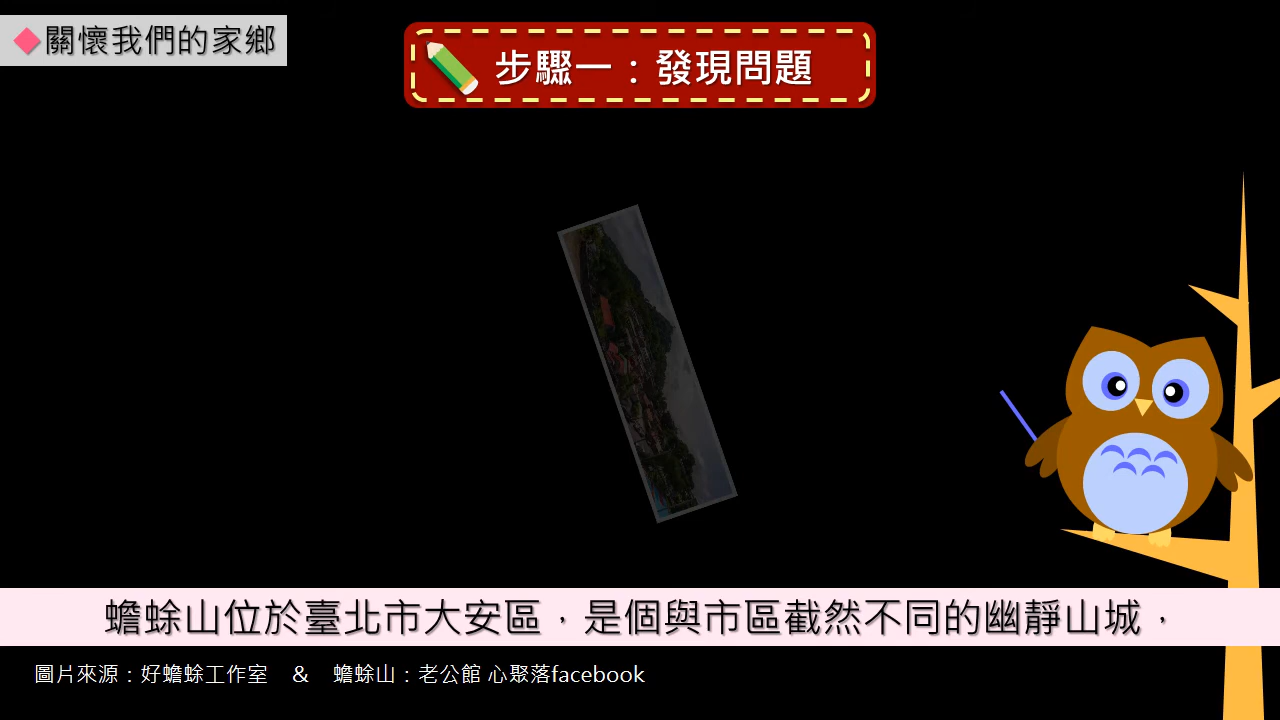 關懷我們的家鄉
步驟一：發現問題
蟾蜍山位於臺北市大安區，是個與市區截然不同的幽靜山城，
圖片來源：好蟾蜍工作室 & 蟾蜍山：老公館 心聚落facebook